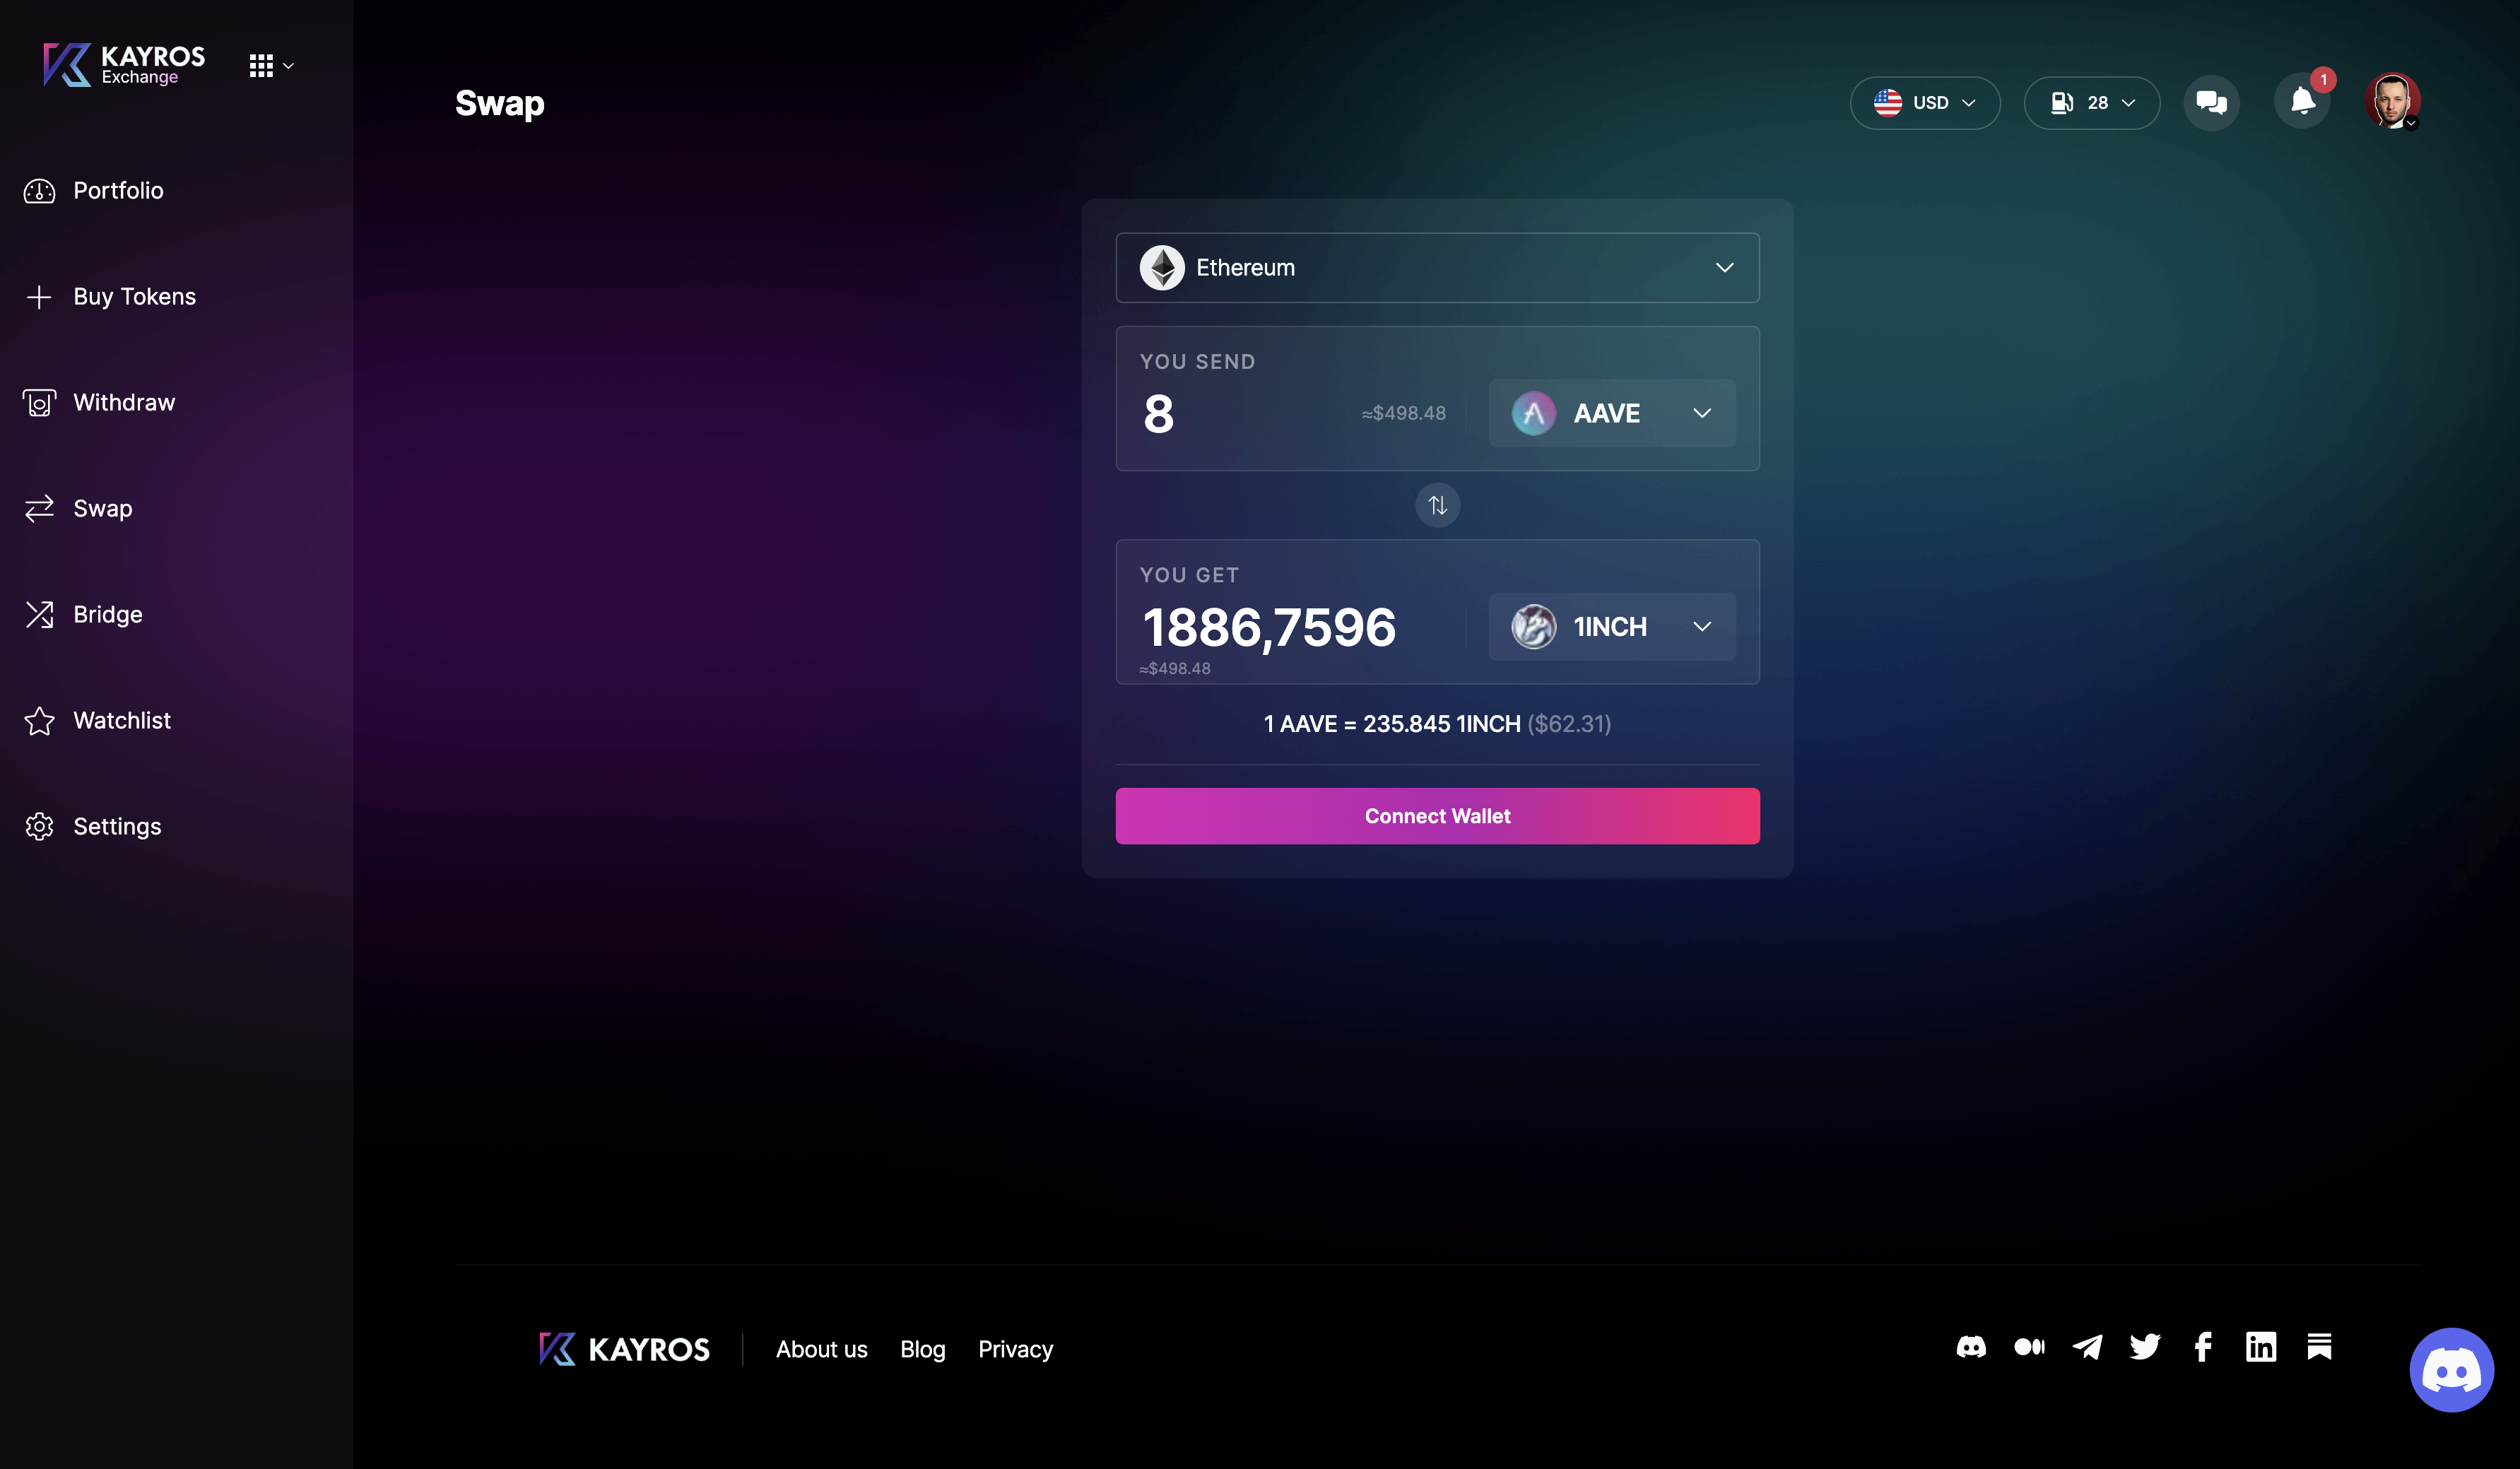 KAYROS
Exchange
Swap
USD
28
1
Portfolio
Buy Tokens
Withdraw
Swap
Bridge
Watchlist
Settings
Ethereum
YOU SEND
8
≈$498.48
AAVE
YOU GET
1886,7596
1INCH
≈$498.48
1 AAVE = 235.845 1INCH ($62.31)
Connect Wallet
KAYROS
About us
Blog
Privacy